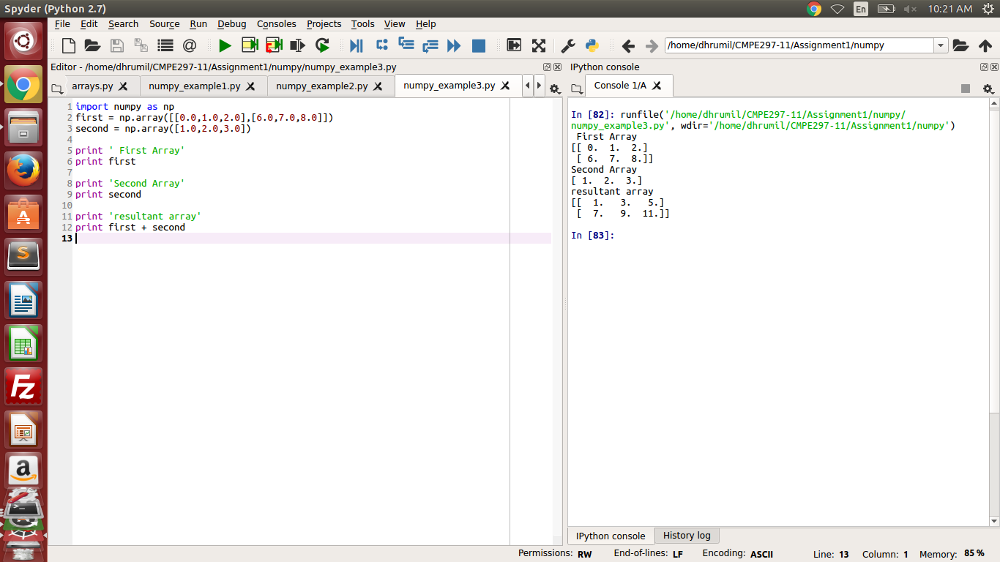 Spyder (Python 2.7)
En
10:21 AM
File Edit Search Source Run Debug Consoles Projects Tools View Help
@
/home/dhrumil/CMPE297-11/Assignment1/numpy
Editor - /home/dhrumil/CMPE297-11/Assignment1/numpy/numpy_example3.py
arrays.py numpy_example1.py numpy_example2.py numpy_example3.py
1 import numpy as np
2 first = np.array([[0.0,1.0,2.0],[6.0,7.0,8.0]])
3 second = np.array([1.0,2.0,3.0])
4
5 print ' First Array'
6 print first
7
8 print 'Second Array'
9 print second
10
11 print 'resultant array'
12 print first + second
13
IPython console
Console 1/A
In [82]: runfile('/home/dhrumil/CMPE297-11/Assignment1/numpy/
numpy_example3.py', wdir='/home/dhrumil/CMPE297-11/Assignment1/numpy')
 First Array
[[ 0.  1.  2.]
 [ 6.  7.  8.]]
Second Array
[ 1.  2.  3.]
resultant array
[[  1.   3.   5.]
 [  7.   9.  11.]]
In [83]:
IPython console History log
Permissions: RW End-of-lines: LF Encoding: ASCII Line: 13 Column: 1 Memory: 85 %
A
S
Fz
a